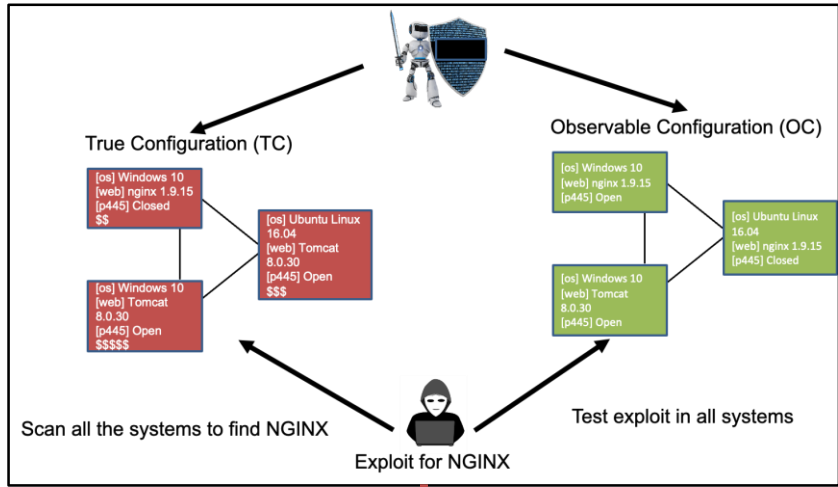 True Configuration (TC)
Observable Configuration (OC)
[os] Windows 10
[web] nginx 1.9.15
[p445] Closed
$$
[os] Ubuntu Linux
16.04
[web] Tomcat
8.0.30
[p445] Open
$$$
[os] Windows 10
[web] Tomcat
8.0.30
[p445] Open
$$$$$
[os] Windows 10
[web] nginx 1.9.15
[p445] Open
[os] Ubuntu Linux
16.04
[web] nginx 1.9.15
[p445] Closed
[os] Windows 10
[web] Tomcat
8.0.30
[p445] Open
Scan all the systems to find NGINX
Test exploit in all systems
Exploit for NGINX